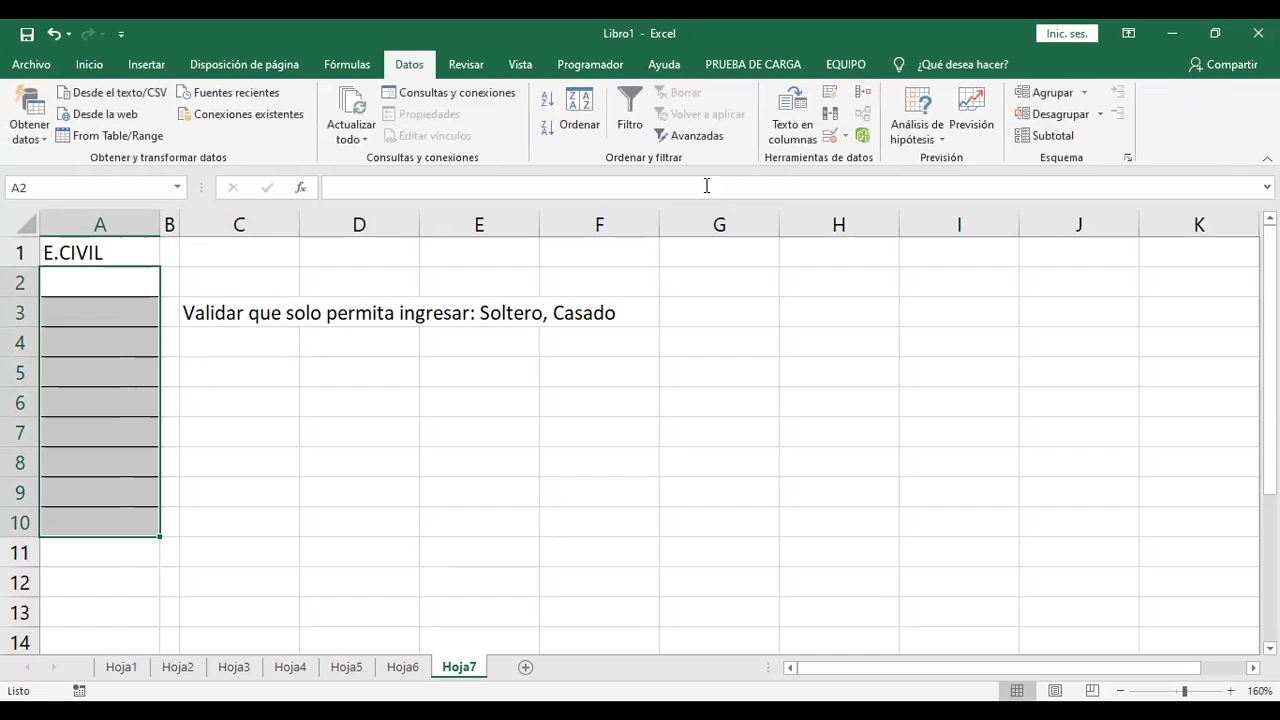 Libro1 - Excel
Inic. ses.
Archivo Inicio Insertar Disposición de página Fórmulas Datos Revisar Vista Programador Ayuda PRUEBA DE CARGA EQUIPO ¿Qué desea hacer? Compartir
Obtener datos
Desde el texto/CSV
Desde la web
From Table/Range
Fuentes recientes
Conexiones existentes
Obtener y transformar datos
Actualizar todo
Consultas y conexiones
Propiedades
Editar vínculos
Consultas y conexiones
Ordenar
Filtro
Borrar
Volver a aplicar
Avanzadas
Ordenar y filtrar
Texto en columnas
Herramientas de datos
Análisis de hipótesis
Previsión
Previsión
Agrupar
Desagrupar
Subtotal
Esquema
A2
fx
A B C D E F G H I J K
1 E.CIVIL
2
3 Validar que solo permita ingresar: Soltero, Casado
4
5
6
7
8
9
10
11
12
13
14
Hoja1 Hoja2 Hoja3 Hoja4 Hoja5 Hoja6 Hoja7
Listo
160%